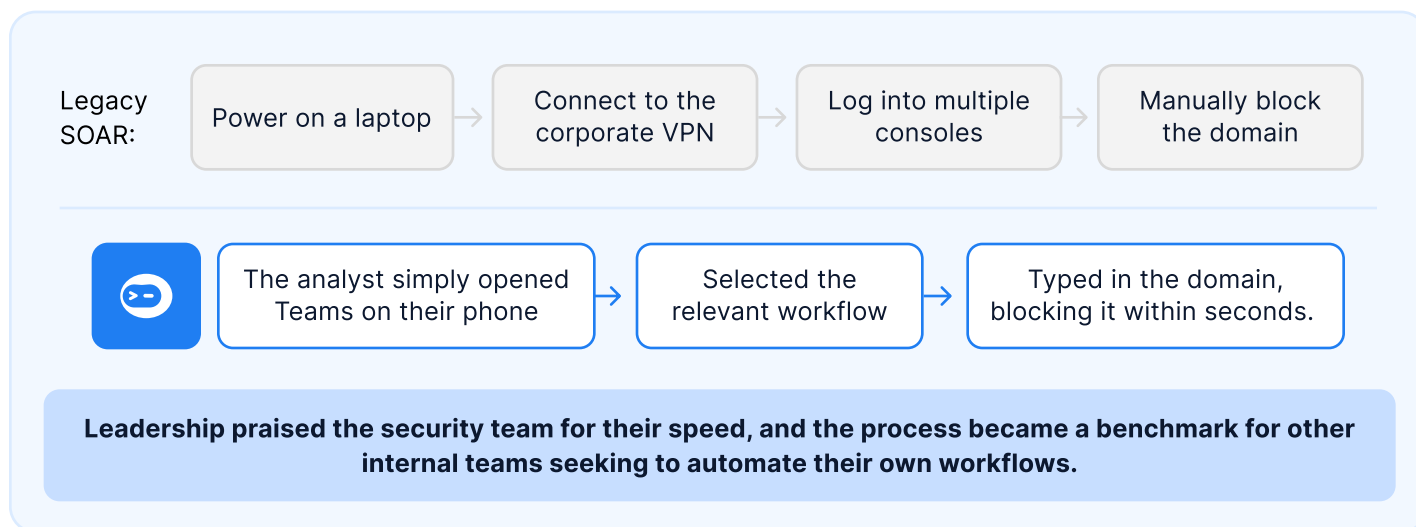 Legacy
SOAR:
Power on a laptop
Connect to the
corporate VPN
Log into multiple
consoles
Manually block
the domain
The analyst simply opened
Teams on their phone
Selected the
relevant workflow
Typed in the domain,
blocking it within seconds.
Leadership praised the security team for their speed, and the process became a benchmark for other
internal teams seeking to automate their own workflows.